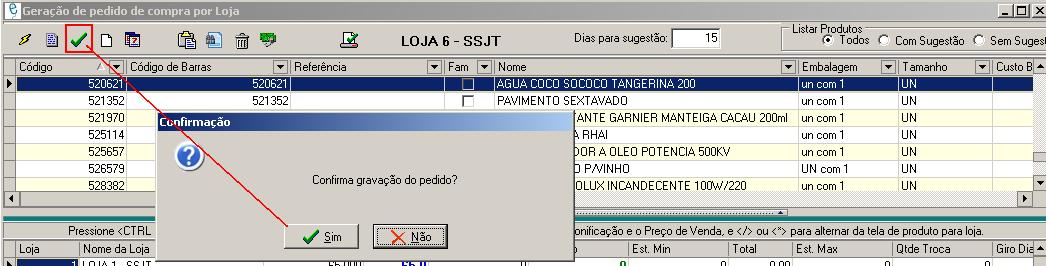 Geração de pedido de compra por Loja
LOJA 6 - SSJT
Dias para sugestão: 15
Listar Produtos
Todos Com Sugestão Sem Sugest
Código Código de Barras Referência Fam Nome Embalagem Tamanho Custo B
520621 520621 AGUA COCO SOCOCO TANGERINA 200 un com 1 UN
521352 521352 PAVIMENTO SEXTAVADO un com 1 UN
521970 TANTE GARNIER MANTEIGA CACAU 200ml un com 1 UN
525114 A RHAI un com 1 UN
525657 DOR A OLEO POTENCIA 500KV un com 1 UN
526579 O P/VINHO UN com 1 UN
528382 OLUX INCANDECENTE 100W/220 un com 1 UN
Confirmação
Confirma gravação do pedido?
Sim Não
Pressione <CTRL onificação e o Preço de Venda, e </> ou <*> para alternar da tela de produto para loja.
Loja Nome da Loja o Est. Min Total Est. Max Qtde Troca Giro Dia
1 LOJA 1 - SSJT 0 0 0,00 0 0